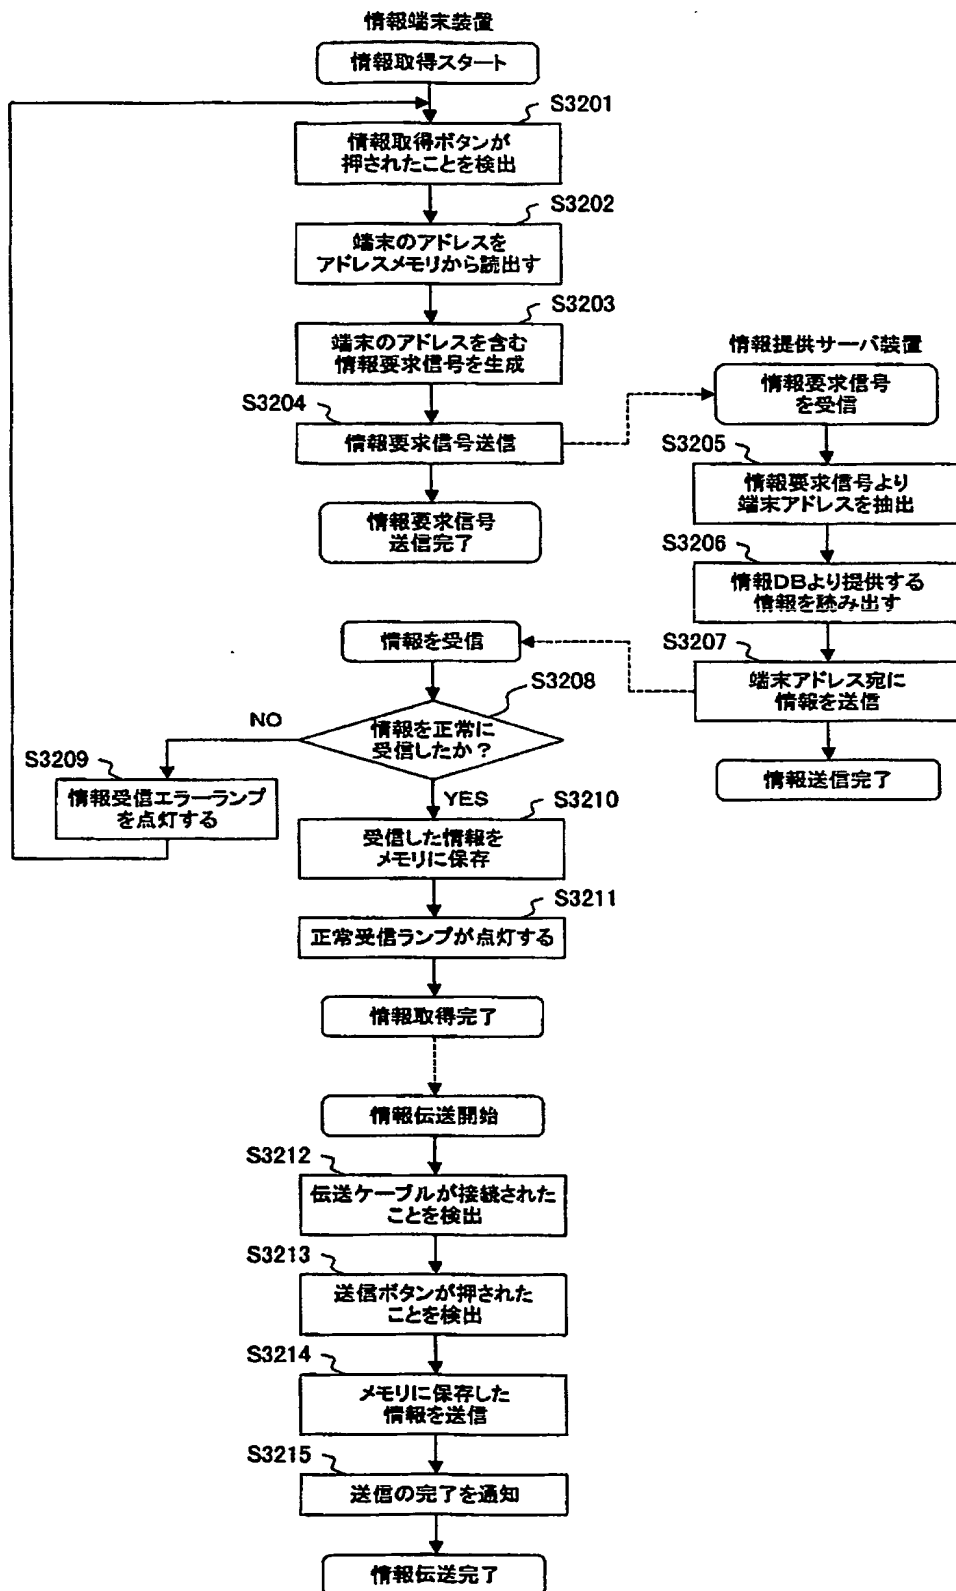 情報端末装置
情報取得スタート
S3201
情報取得ボタンが
押されたことを検出
S3202
端末のアドレスを
アドレスメモリから読出す
S3203
端末のアドレスを含む
情報要求信号を生成
S3204
情報要求信号送信
情報要求信号
送信完了
情報提供サーバ装置
情報要求信号
を受信
S3205
情報要求信号より
端末アドレスを抽出
S3206
情報DBより提供する
情報を読み出す
S3207
端末アドレス宛に
情報を送信
情報送信完了
情報を受信
S3208
情報を正常に
受信したか?
NO
YES
S3209
情報受信エラーランプ
を点灯する
S3210
受信した情報を
メモリに保存
S3211
正常受信ランプが点灯する
情報取得完了
情報伝送開始
S3212
伝送ケーブルが接続された
ことを検出
S3213
送信ボタンが押された
ことを検出
S3214
メモリに保存した
情報を送信
S3215
送信の完了を通知
情報伝送完了